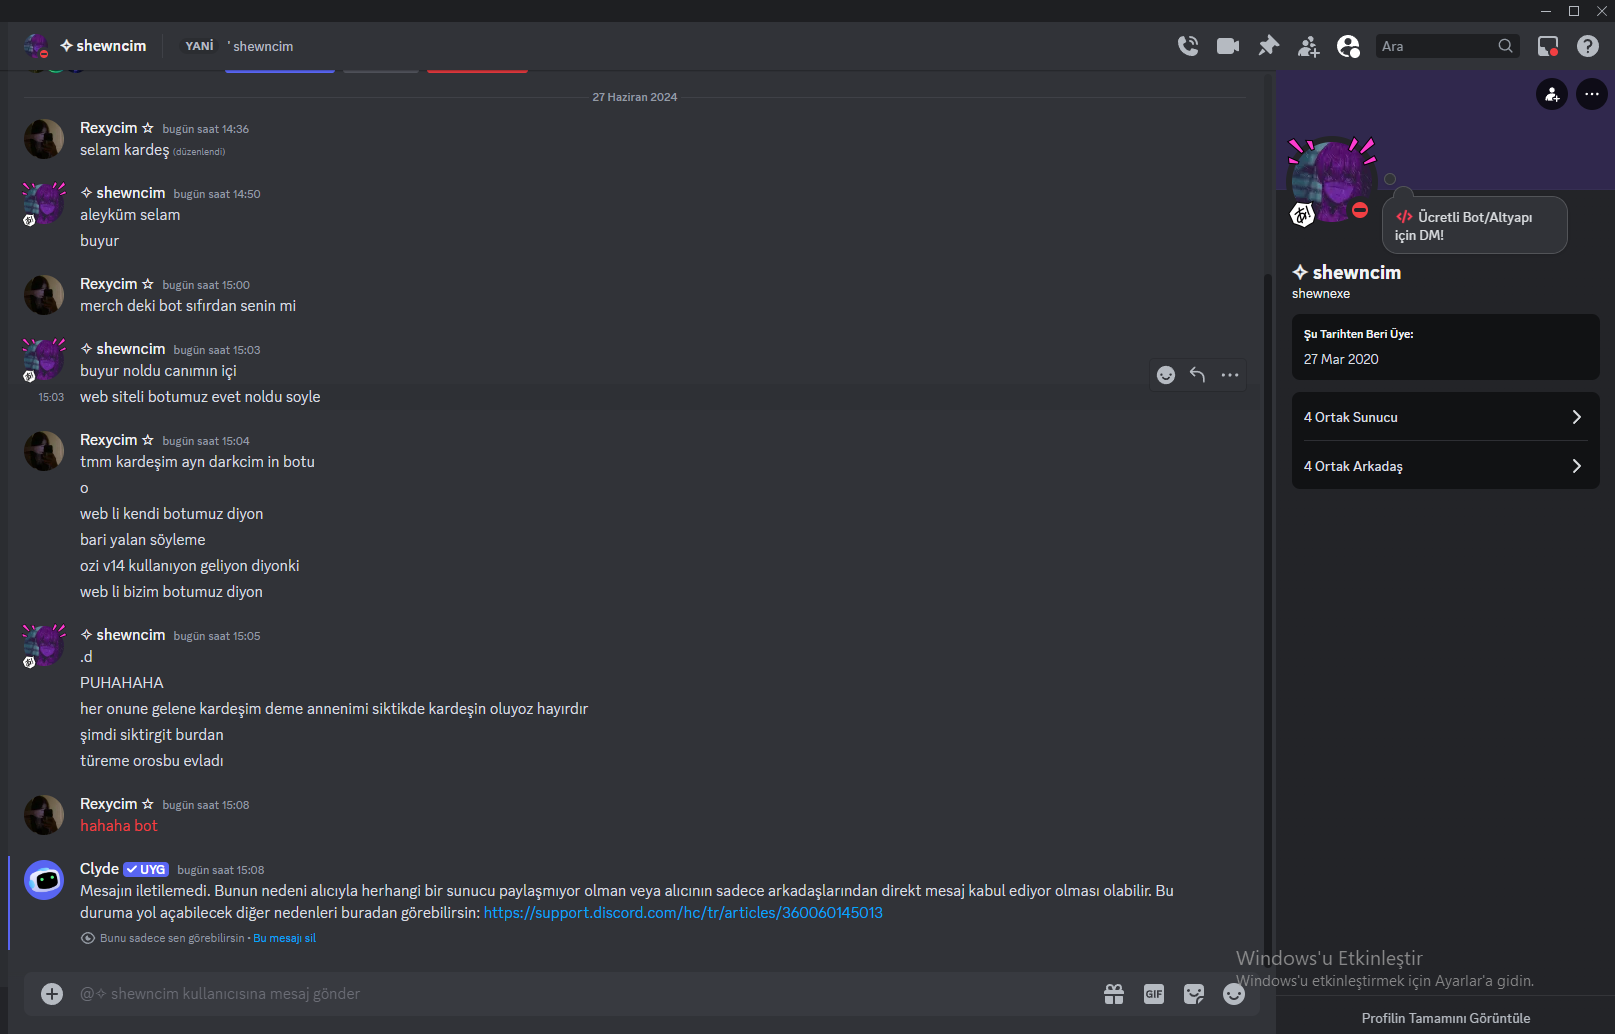 ✧ shewncim
YANİ ' shewncim
Ara
27 Haziran 2024
Rexycim ☆ bugün saat 14:36
selam kardeş (düzenlendi)
✧ shewncim bugün saat 14:50
aleyküm selam
buyur
Rexycim ☆ bugün saat 15:00
merch deki bot sıfırdan senin mi
✧ shewncim bugün saat 15:03
buyur noldu canımın içi
15:03 web siteli botumuz evet noldu soyle
Rexycim ☆ bugün saat 15:04
tmm kardeşim ayn darkcim in botu
o
web li kendi botumuz diyon
bari yalan söyleme
ozi v14 kullanıyon geliyon diyonki
web li bizim botumuz diyon
✧ shewncim bugün saat 15:05
.d
PUHAHAHA
her onune gelene kardeşim deme annenimi siktikde kardeşin oluyoz hayırdır
şimdi siktirgit burdan
türeme orosbu evladı
Rexycim ☆ bugün saat 15:08
hahaha bot
Clyde ✓ UYG bugün saat 15:08
Mesajın iletilemedi. Bunun nedeni alıcıyla herhangi bir sunucu paylaşmıyor olman veya alıcının sadece arkadaşlarından direkt mesaj kabul ediyor olması olabilir. Bu
duruma yol açabilecek diğer nedenleri buradan görebilirsin: https://support.discord.com/hc/tr/articles/360060145013
Bunu sadece sen görebilirsin • Bu mesajı sil
@✧ shewncim kullanıcısına mesaj gönder
GIF
</> Ücretli Bot/Altyapı
için DM!
✧ shewncim
shewnexe
Şu Tarihten Beri Üye:
27 Mar 2020
4 Ortak Sunucu
4 Ortak Arkadaş
Windows'u Etkinleştir
Windows'u etkinleştirmek için Ayarlar'a gidin.
Profilin Tamamını Görüntüle